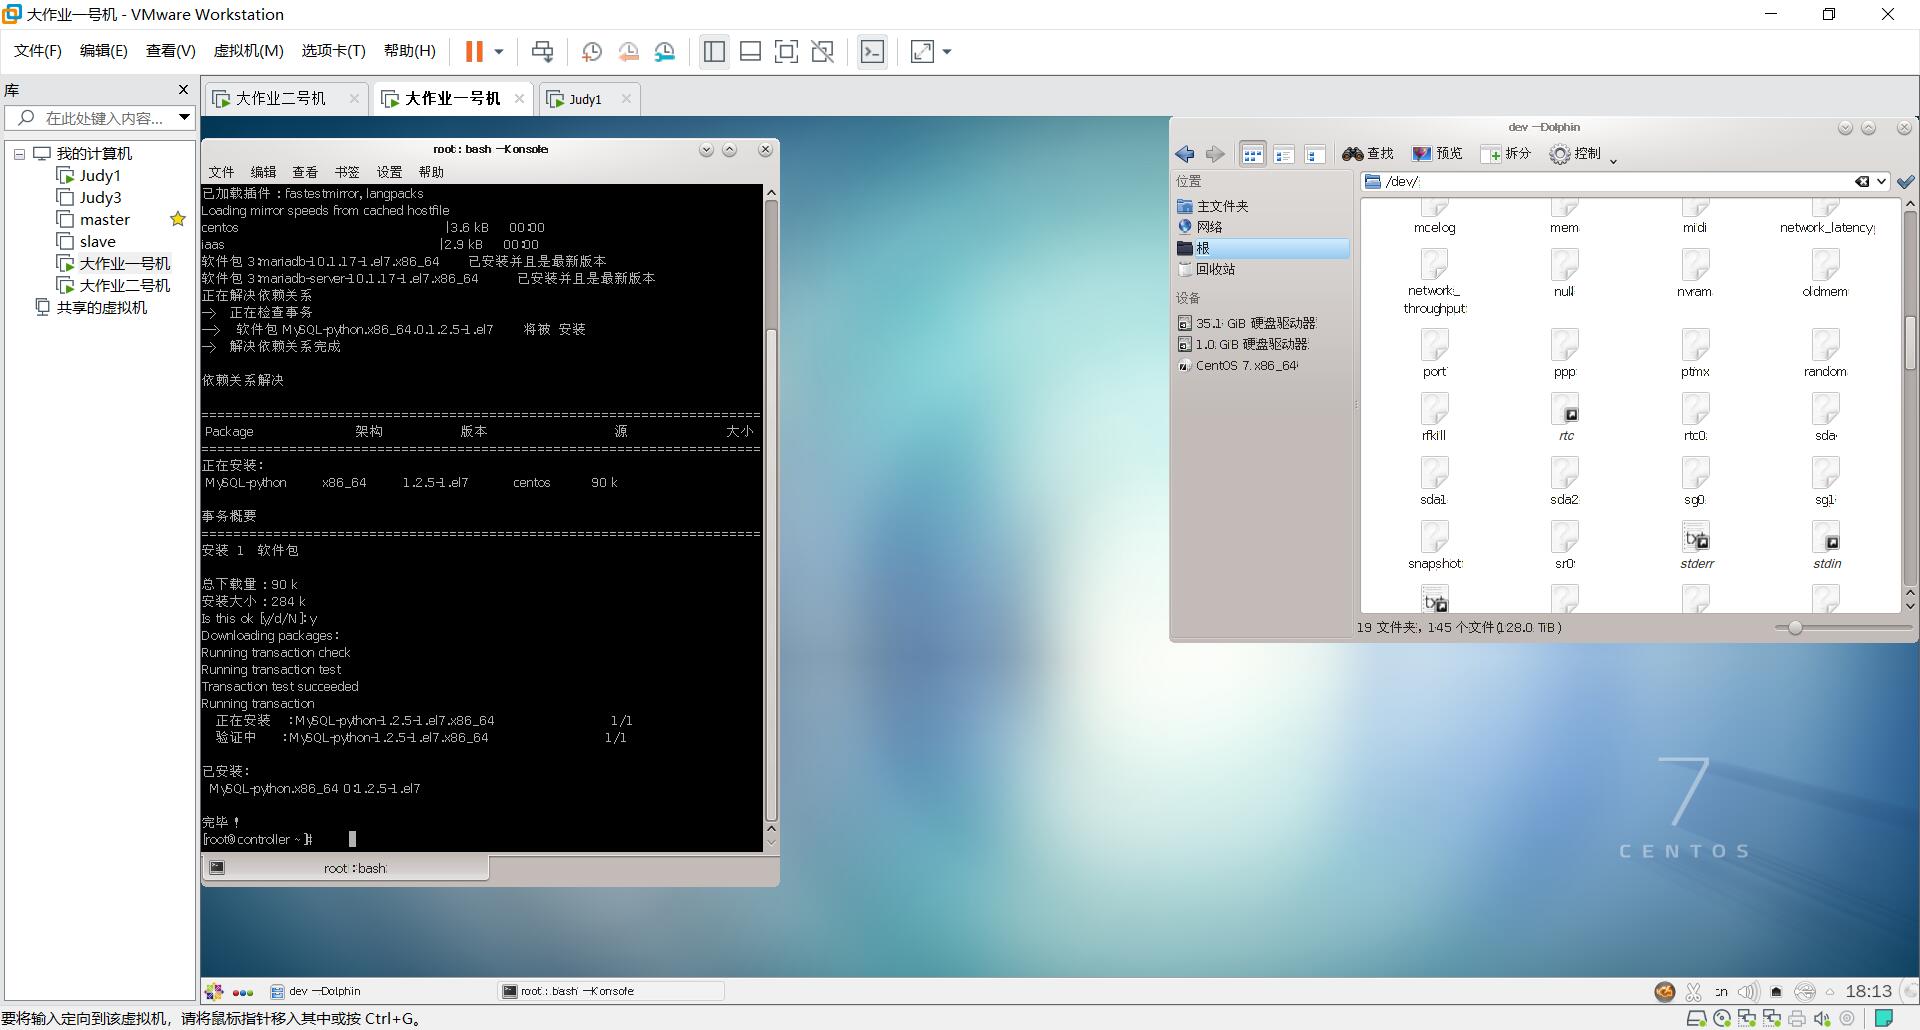 大作业一号机 - VMware Workstation
文件(F) 编辑(E) 查看(V) 虚拟机(M) 选项卡(T) 帮助(H)
库
在此处键入内容...
我的计算机
Judy1
Judy3
master
slave
大作业一号机
大作业二号机
共享的虚拟机
大作业二号机
大作业一号机
Judy1
root : bash — Konsole
文件 编辑 查看 书签 设置 帮助
已加载插件：fastestmirror, langpacks
Loading mirror speeds from cached hostfile
centos | 3.6 kB 00:00
iaas | 2.9 kB 00:00
软件包 3:mariadb-10.1.17-1.el7.x86_64 已安装并且是最新版本
软件包 3:mariadb-server-10.1.17-1.el7.x86_64 已安装并且是最新版本
正在解决依赖关系
--> 正在检查事务
---> 软件包 MySQL-python.x86_64.0.1.2.5-1.el7 将被 安装
--> 解决依赖关系完成
依赖关系解决
Package 架构 版本 源 大小
正在安装:
MySQL-python x86_64 1.2.5-1.el7 centos 90 k
事务概要
安装 1 软件包
总下载量：90 k
安装大小：284 k
Is this ok [y/d/N]: y
Downloading packages:
Running transaction check
Running transaction test
Transaction test succeeded
Running transaction
正在安装 : MySQL-python-1.2.5-1.el7.x86_64 1/1
验证中 : MySQL-python-1.2.5-1.el7.x86_64 1/1
已安装:
MySQL-python.x86_64 0:1.2.5-1.el7
完毕！
[root@controller ~]#
root : bash
dev — Dolphin
查找 预览 拆分 控制
位置
主文件夹
网络
根
回收站
设备
35.1 GiB 硬盘驱动器
1.0 GiB 硬盘驱动器
CentOS 7 x86_64
/dev/
mcelog mem midi network_latency
network_throughput null nvram oldmem
port ppp ptmx random
rfkill rtc rtc0 sda
sda1 sda2 sg0 sg1
snapshot sr0 stderr stdin
19 文件夹，145 个文件(128.0 TiB)
7
CENTOS
dev — Dolphin
root : bash — Konsole
18:13
要将输入定向到该虚拟机，请将鼠标指针移入其中或按 Ctrl+G。